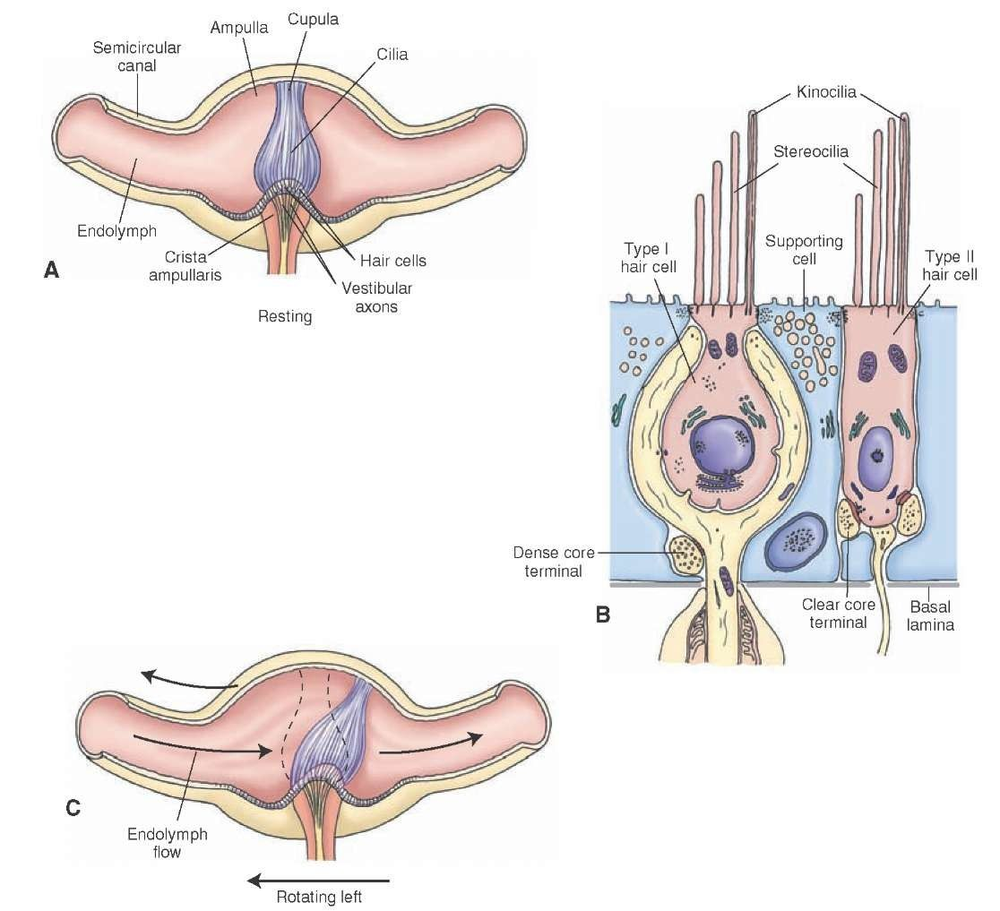 Cupula
Ampulla
Semicircular
canal
Cilia
Endolymph
Crista
ampullaris
Hair cells
Vestibular
axons
A
Resting
Kinocilia
Stereocilia
Type I
hair cell
Supporting
cell
Type II
hair cell
Dense core
terminal
Clear core
terminal
Basal
lamina
B
C
Endolymph
flow
Rotating left